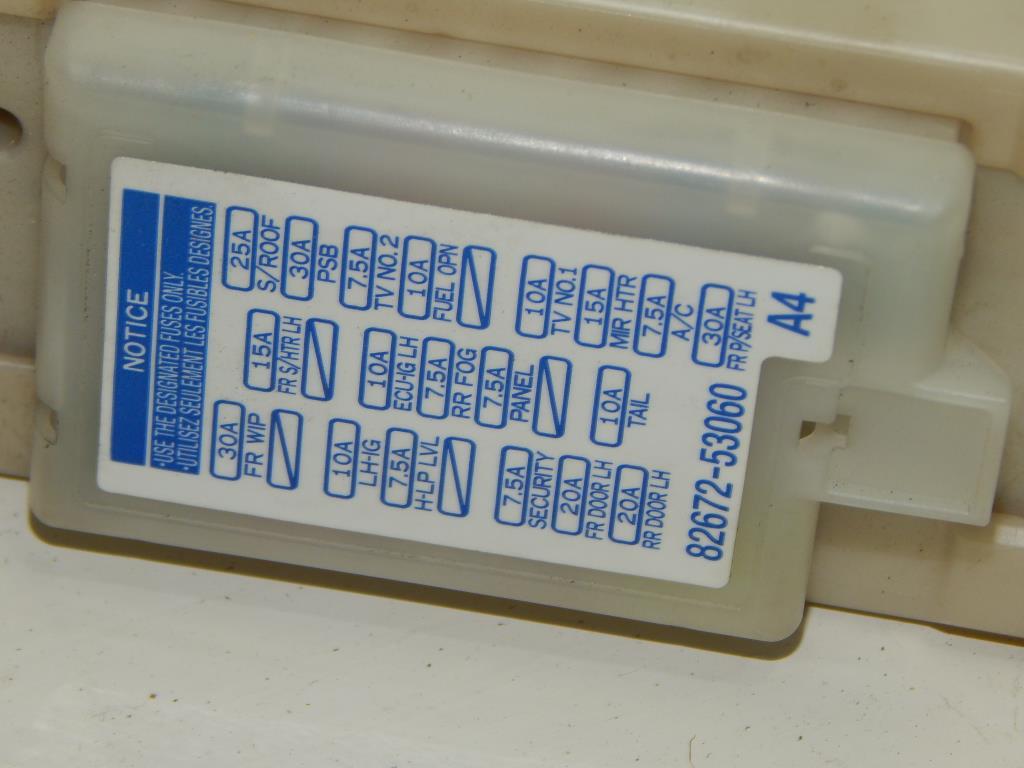 NOTICE
•USE THE DESIGNATED FUSES ONLY.
•UTILISEZ SEULEMENT LES FUSIBLES DESIGNES.
30A
FR WIP
10A
LH-IG
7.5A
H-LP LVL
7.5A
SECURITY
20A
FR DOOR LH
20A
RR DOOR LH
15A
FR S/HTR LH
10A
ECU-IG LH
7.5A
RR FOG
7.5A
PANEL
10A
TAIL
25A
S/ROOF
30A
PSB
7.5A
TV NO.2
10A
FUEL OPN
10A
TV NO.1
15A
MIR HTR
7.5A
A/C
30A
FR P/SEAT LH
82672-53060
A4